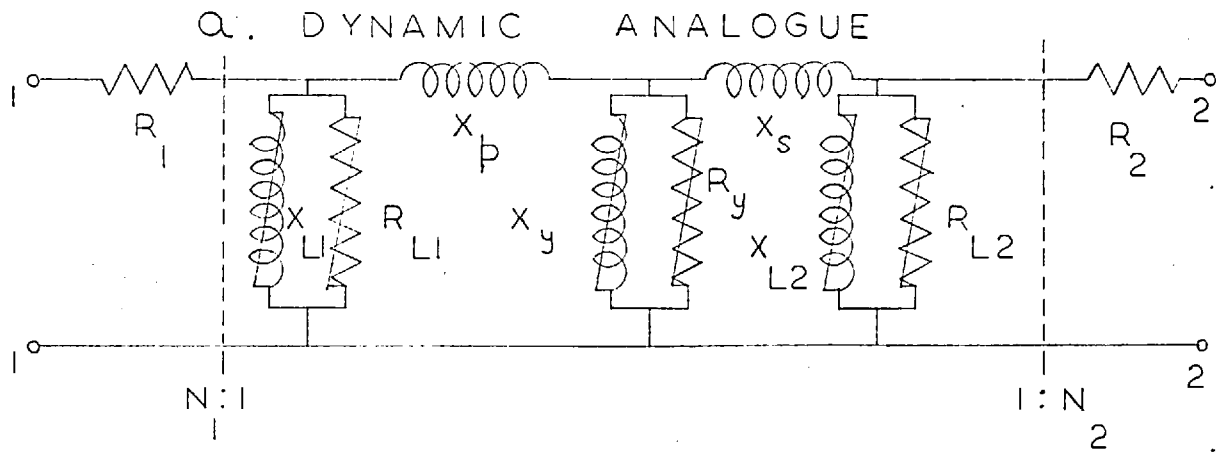 a. DYNAMIC ANALOGUE
1
R1
XL1
RL1
Xp
Xy
Ry
Xs
XL2
RL2
R2
2
1
N1:1
1:N2
2